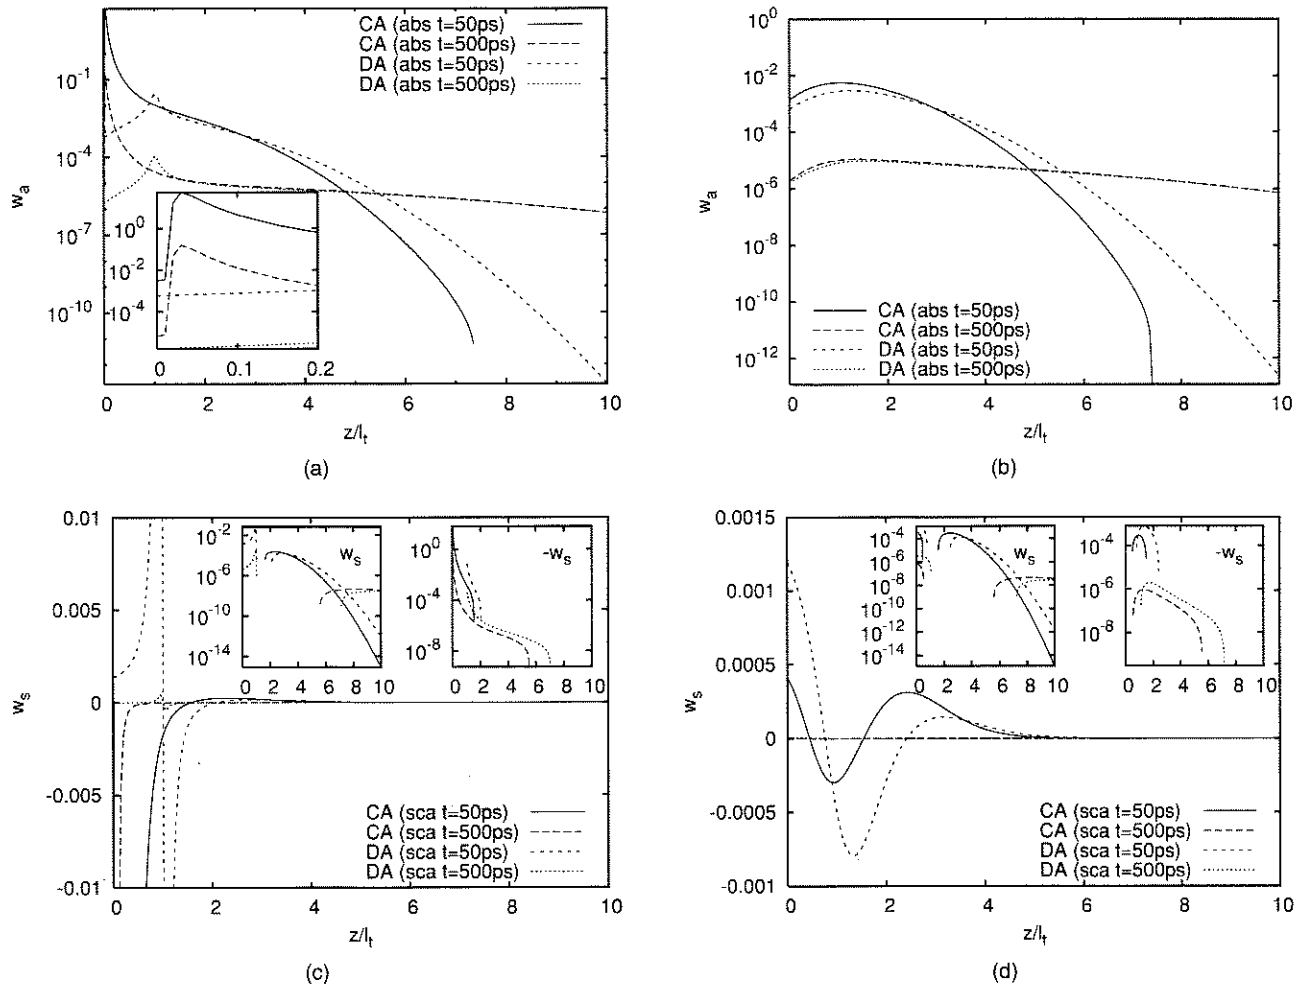 CA (abs t=50ps)
CA (abs t=500ps)
DA (abs t=50ps)
DA (abs t=500ps)
10^-1
10^-4
10^-7
10^-10
w_a
10^0
10^-2
10^-4
0 0.1 0.2
0 2 4 6 8 10
z/l_t
(a)
10^0
10^-2
10^-4
10^-6
10^-8
10^-10
10^-12
w_a
CA (abs t=50ps)
CA (abs t=500ps)
DA (abs t=50ps)
DA (abs t=500ps)
0 2 4 6 8 10
z/l_t
(b)
0.01
0.005
0
-0.005
-0.01
w_s
10^-2
10^-6
10^-10
10^-14
w_s
0 2 4 6 8 10
10^0
10^-4
10^-8
-w_s
0 2 4 6 8 10
CA (sca t=50ps)
CA (sca t=500ps)
DA (sca t=50ps)
DA (sca t=500ps)
0 2 4 6 8 10
z/l_t
(c)
0.0015
0.001
0.0005
0
-0.0005
-0.001
w_s
10^-4
10^-6
10^-8
10^-10
10^-12
10^-14
w_s
0 2 4 6 8 10
10^-4
10^-6
10^-8
-w_s
0 2 4 6 8 10
CA (sca t=50ps)
CA (sca t=500ps)
DA (sca t=50ps)
DA (sca t=500ps)
0 2 4 6 8 10
z/l_t
(d)